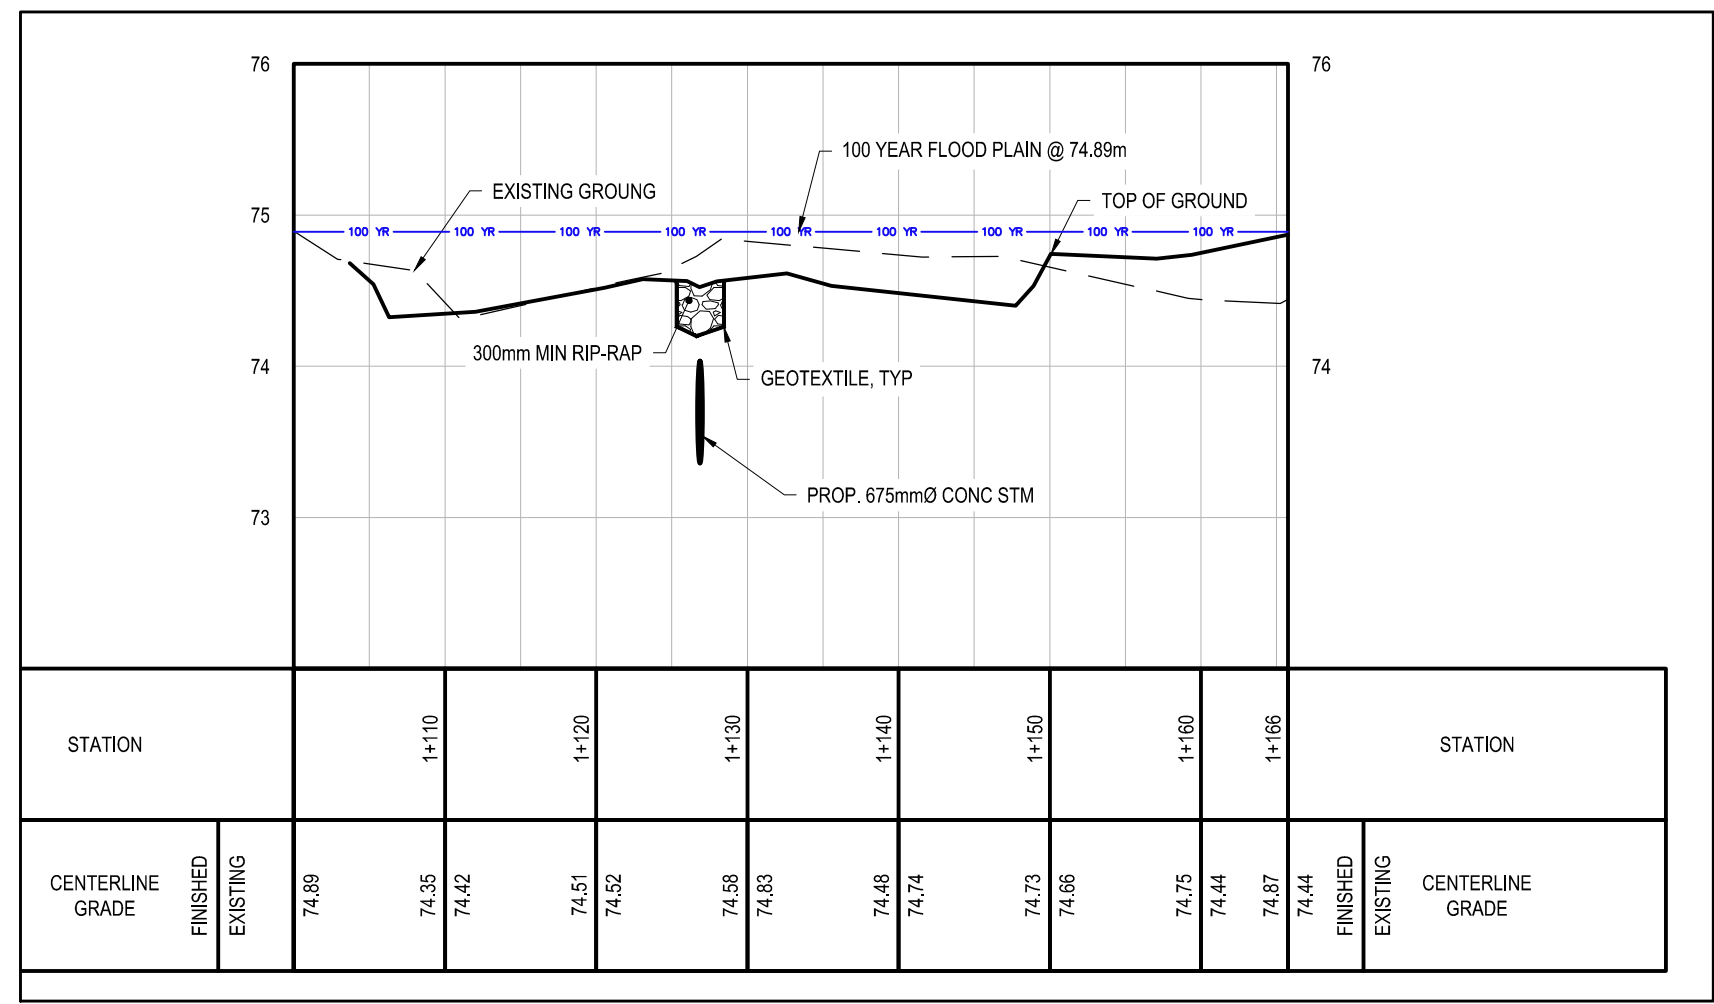 76
76
100 YEAR FLOOD PLAIN @ 74.89m
EXISTING GROUNG
TOP OF GROUND
75
100 YR 100 YR 100 YR 100 YR 100 YR 100 YR 100 YR 100 YR 100 YR
300mm MIN RIP-RAP
74
74
GEOTEXTILE, TYP
PROP. 675mmØ CONC STM
73
STATION
1+110
1+120
1+130
1+140
1+150
1+160
1+166
STATION
CENTERLINE
GRADE
FINISHED
EXISTING
74.89
74.35
74.42
74.51
74.52
74.58
74.83
74.48
74.74
74.73
74.66
74.75
74.44
74.87
74.44
FINISHED
EXISTING
CENTERLINE
GRADE